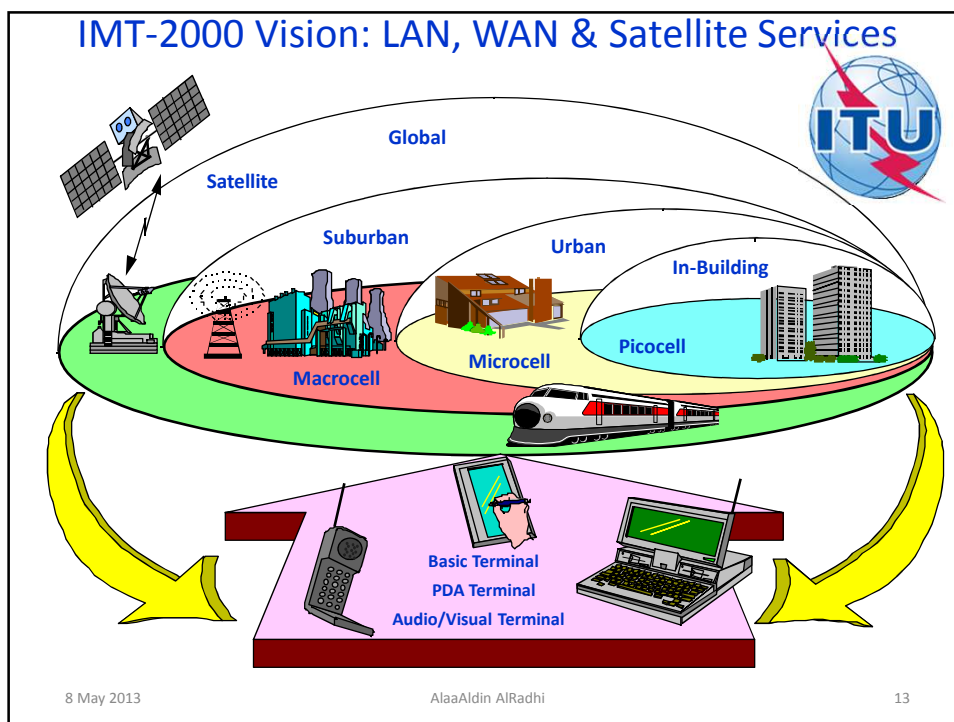 IMT-2000 Vision: LAN, WAN & Satellite Services
ITU
Global
Satellite
Suburban
Urban
In-Building
Picocell
Microcell
Macrocell
Basic Terminal
PDA Terminal
Audio/Visual Terminal
8 May 2013
AlaaAldin AlRadhi
13